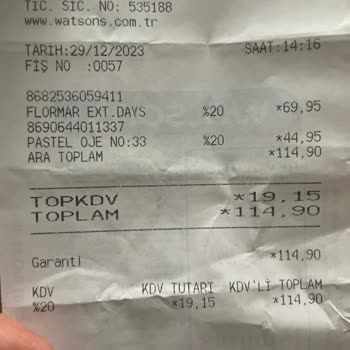 TIC. SIC. NO: 535188
www.watsons.com.tr
TARİH:29/12/2023 SAAT:14:16
FİŞ NO :0057
8682536059411
FLORMAR EXT.DAYS %20 *69,95
8690644011337
PASTEL OJE NO:33 %20 *44,95
ARA TOPLAM *114,90
TOPKDV *19,15
TOPLAM *114,90
Garanti *114,90
KDV KDV TUTARI KDV'Lİ TOPLAM
%20 *19,15 *114,90